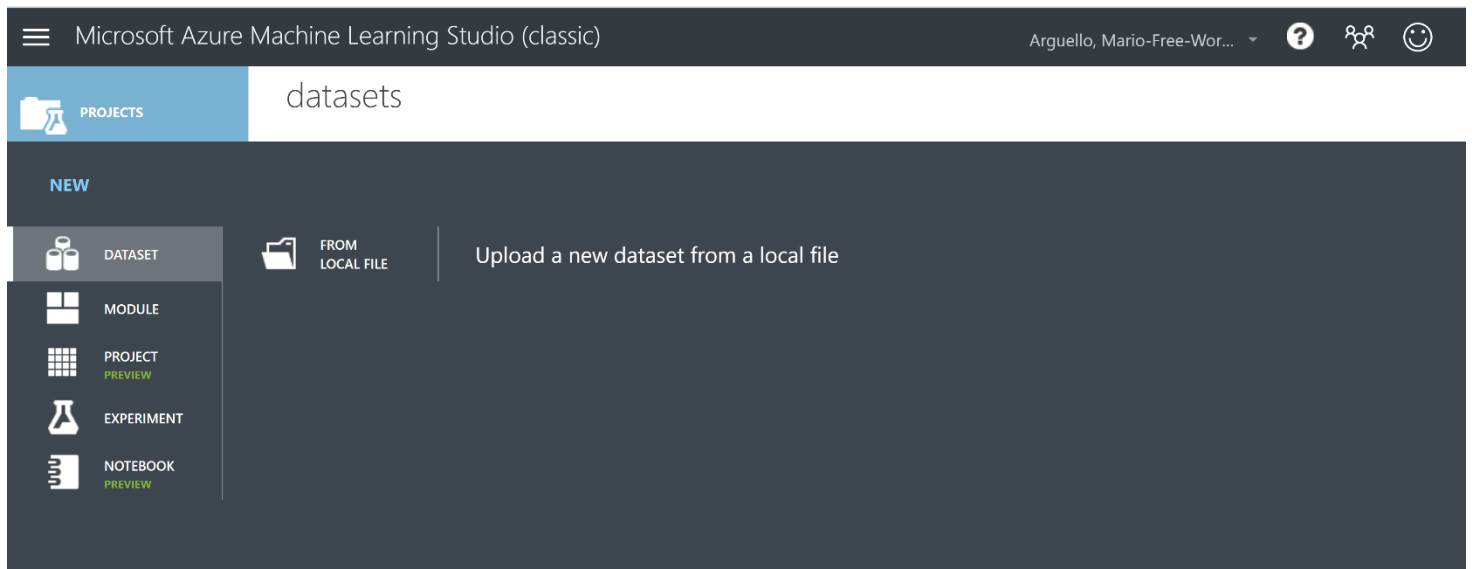 Microsoft Azure Machine Learning Studio (classic)
Arguello, Mario-Free-Wor...
PROJECTS
datasets
NEW
DATASET
FROM
LOCAL FILE
Upload a new dataset from a local file
MODULE
PROJECT
PREVIEW
EXPERIMENT
NOTEBOOK
PREVIEW